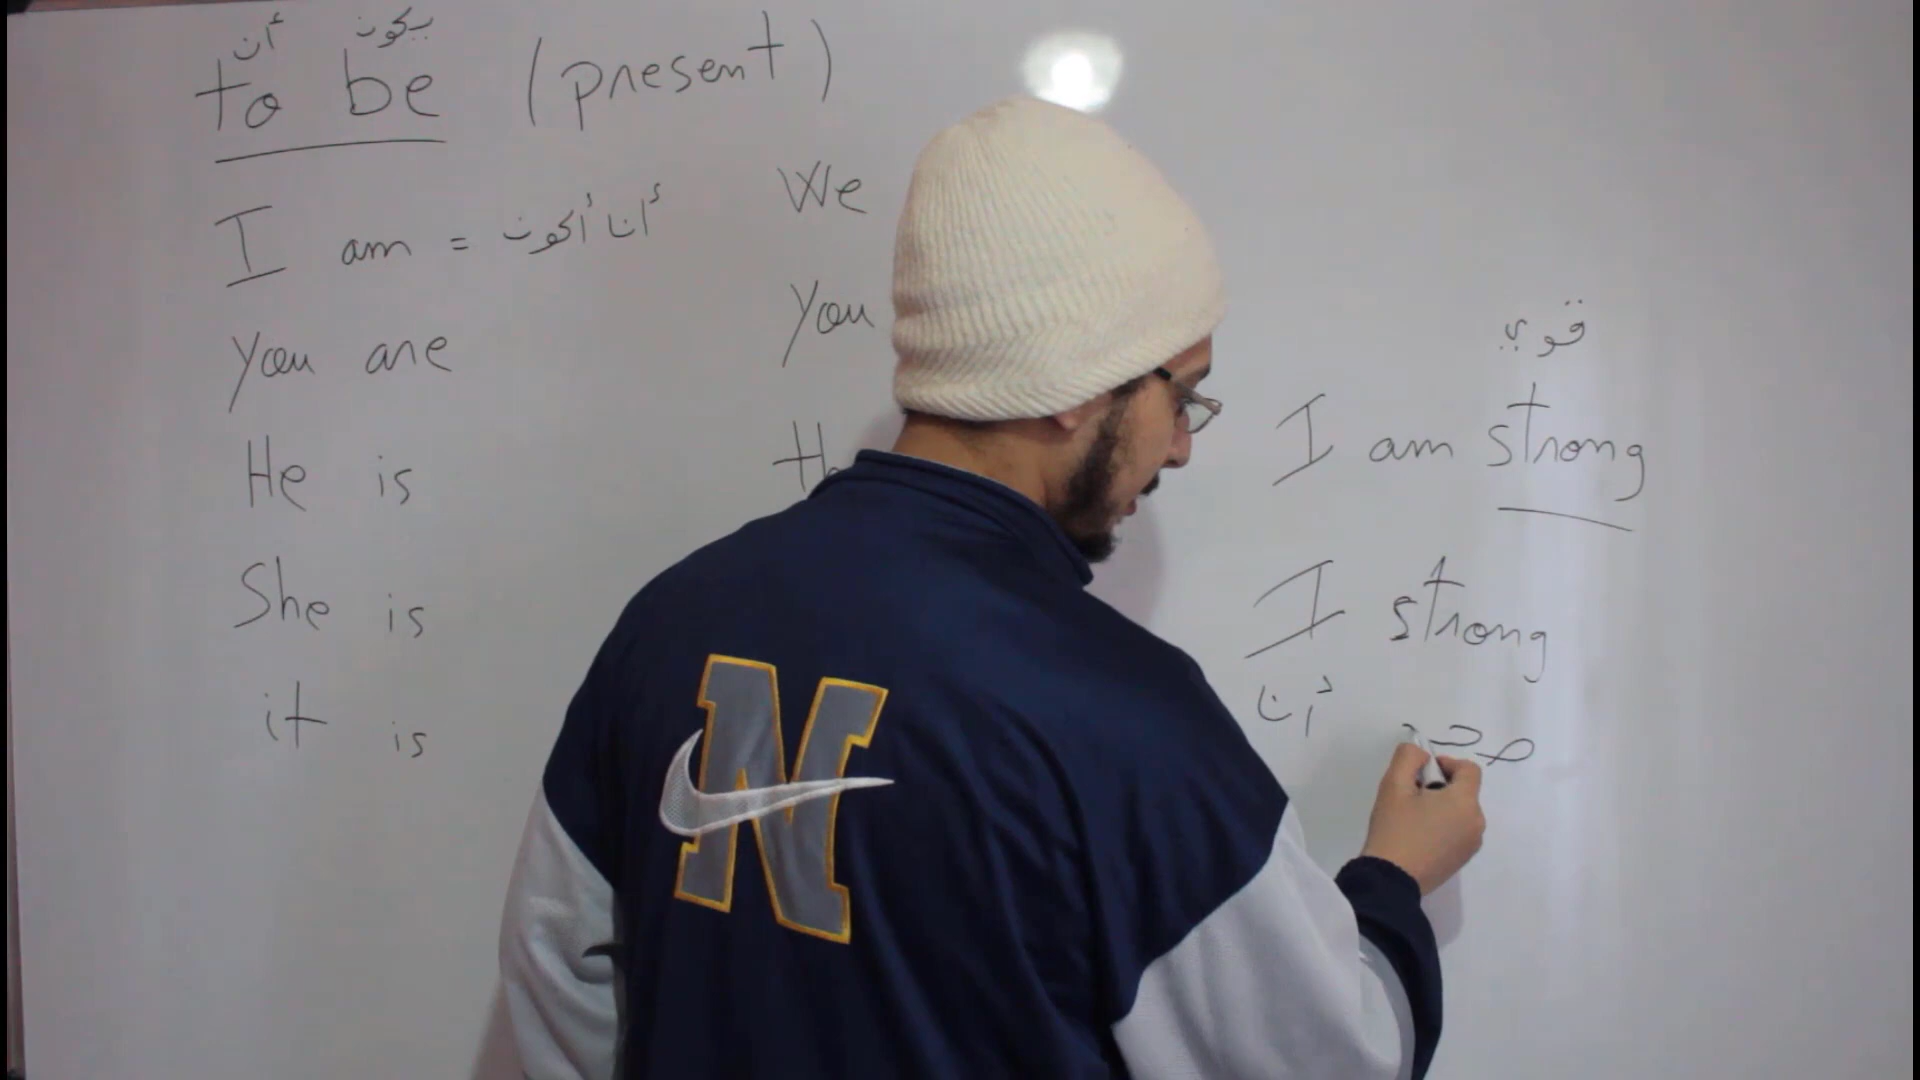 أن يكون
to be (present)
I am = أنا أكون
you are
He is
She is
it is
We
you
قوي
I am strong
I strong
أنا
N